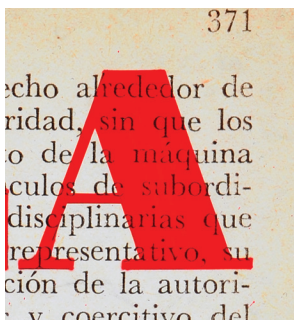 371
echo alrededor de
ridad, sin que los
to de la máquina
culos de subordi-
disciplinarias que
representativo, su
ción de la autori-
y coercitivo del
A